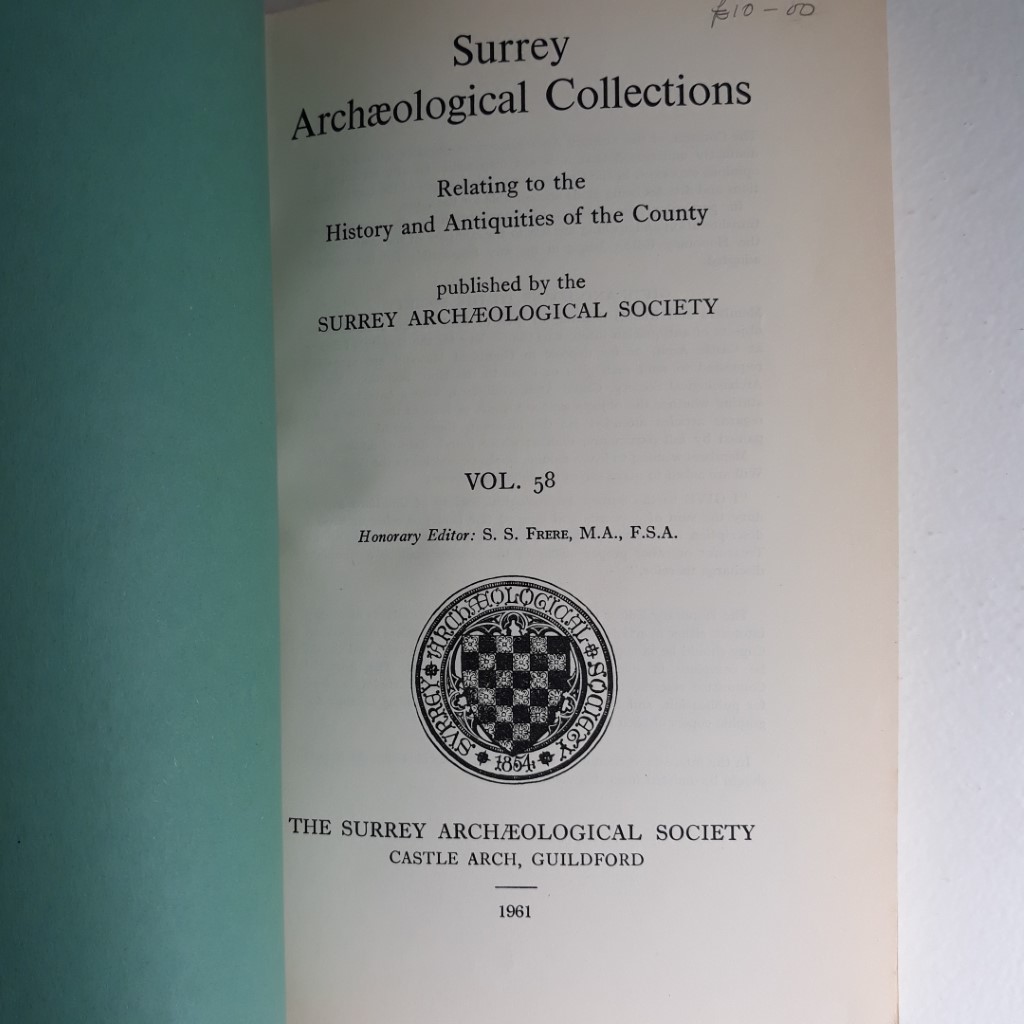 £10-00
Surrey
Archæological Collections
Relating to the
History and Antiquities of the County
published by the
SURREY ARCHÆOLOGICAL SOCIETY
VOL. 58
Honorary Editor: S. S. FRERE, M.A., F.S.A.
SVRREY ARCHÆOLOGICAL SOCIETY
1854
THE SURREY ARCHÆOLOGICAL SOCIETY
CASTLE ARCH, GUILDFORD
1961